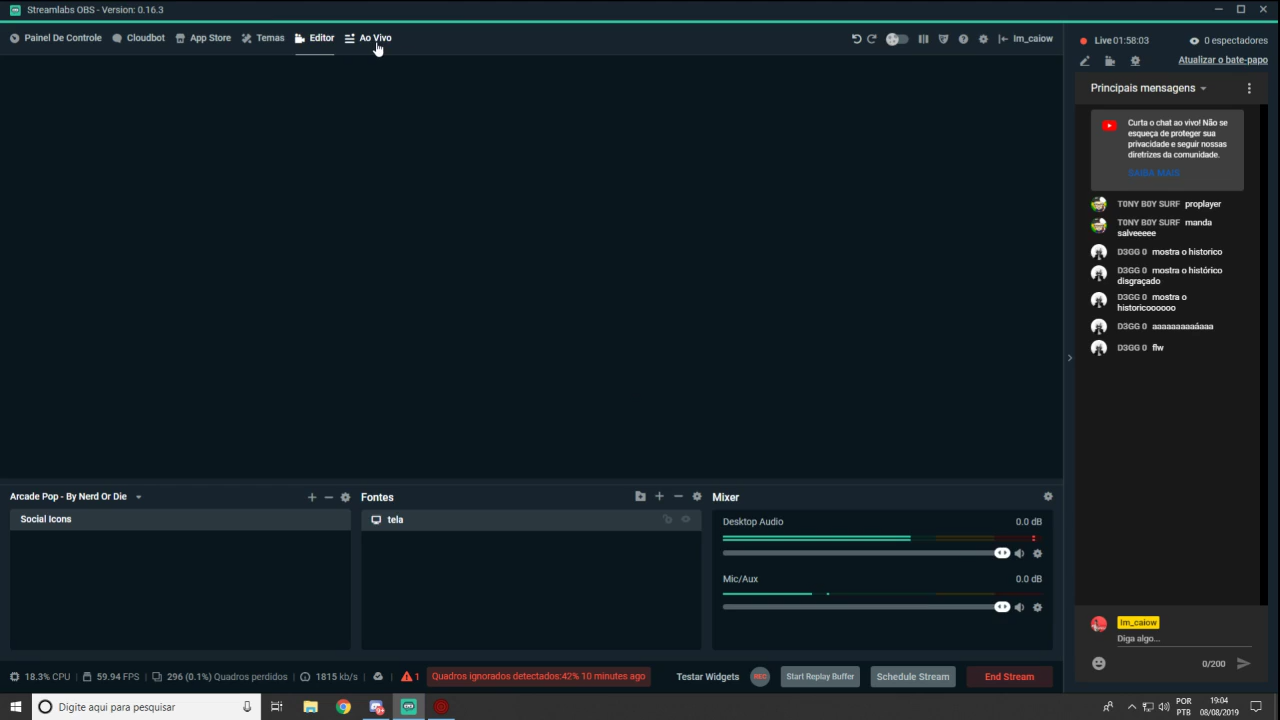 Streamlabs OBS - Version: 0.16.3
Painel De Controle Cloudbot App Store Temas Editor Ao Vivo Im_caiow
Live 01:58:03 0 espectadores
Atualizar o bate-papo
Principais mensagens
Curta o chat ao vivo! Não se
esqueça de proteger sua
privacidade e seguir nossas
diretrizes da comunidade.
SAIBA MAIS
T0NY B0Y SURF proplayer
T0NY B0Y SURF manda
salveeeee
D3GG 0 mostra o historico
D3GG 0 mostra o histórico
disgraçado
D3GG 0 mostra o
historicooooo
D3GG 0 aaaaaaaaáaaa
D3GG 0 flw
Im_caiow
Diga algo...
0/200
Arcade Pop - By Nerd Or Die
Social Icons
Fontes
tela
Mixer
Desktop Audio 0.0 dB
Mic/Aux 0.0 dB
18.3% CPU 59.94 FPS 296 (0.1%) Quadros perdidos 1815 kb/s 1 Quadros ignorados detectados:42% 10 minutes ago Testar Widgets REC Start Replay Buffer Schedule Stream End Stream
Digite aqui para pesquisar
POR
PTB
19:04
08/08/2019